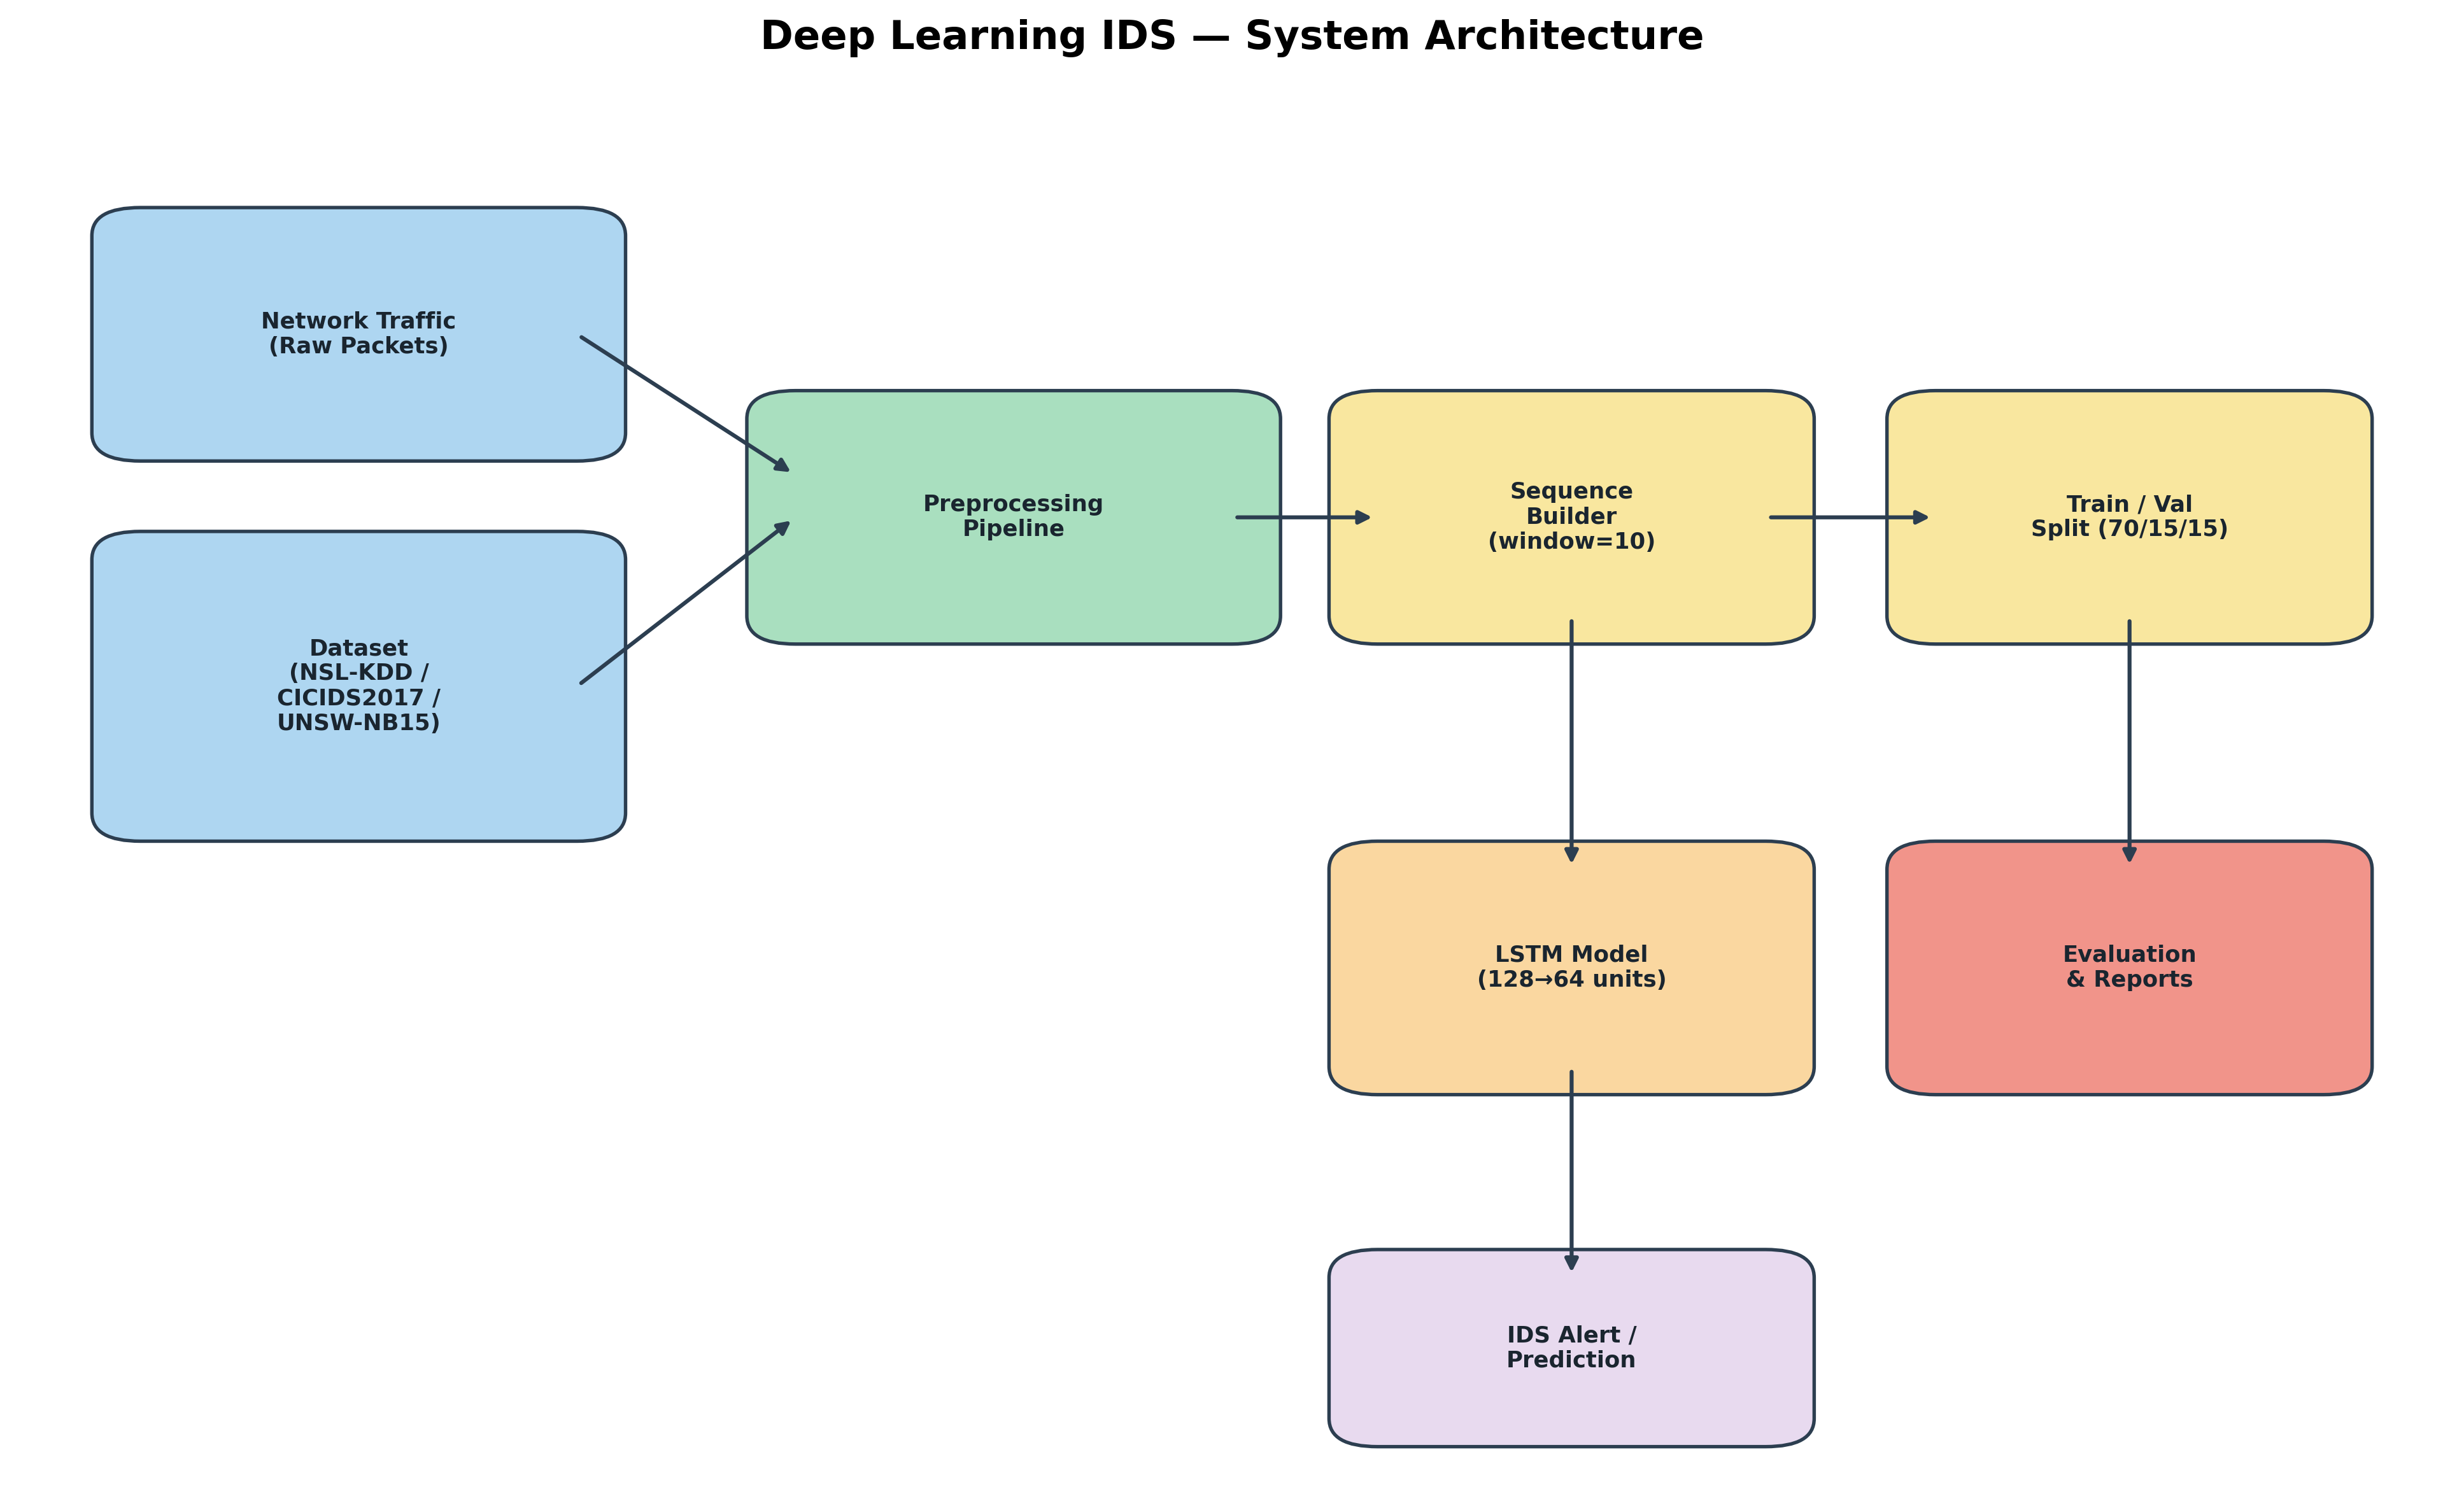 Deep Learning IDS — System Architecture
Network Traffic
(Raw Packets)
Dataset
(NSL-KDD /
CICIDS2017 /
UNSW-NB15)
Preprocessing
Pipeline
Sequence
Builder
(window=10)
Train / Val
Split (70/15/15)
LSTM Model
(128→64 units)
Evaluation
& Reports
IDS Alert /
Prediction